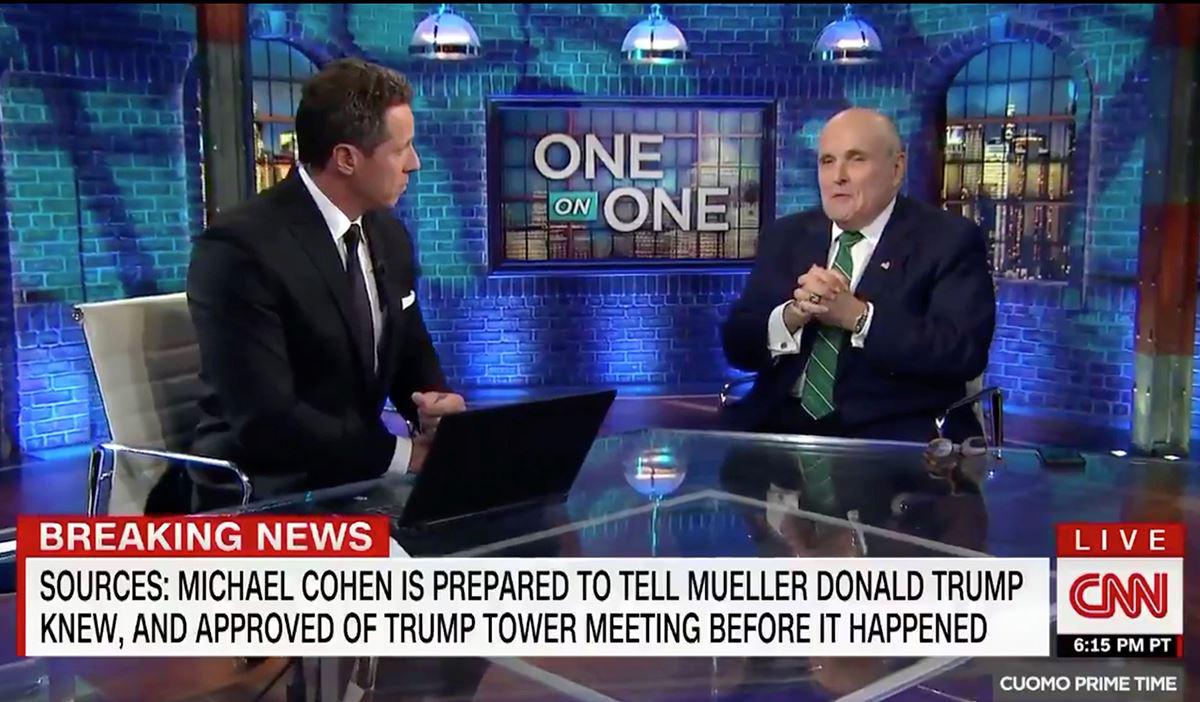 ONE
ON ONE
BREAKING NEWS
SOURCES: MICHAEL COHEN IS PREPARED TO TELL MUELLER DONALD TRUMP
KNEW, AND APPROVED OF TRUMP TOWER MEETING BEFORE IT HAPPENED
LIVE
CNN
6:15 PM PT
CUOMO PRIME TIME